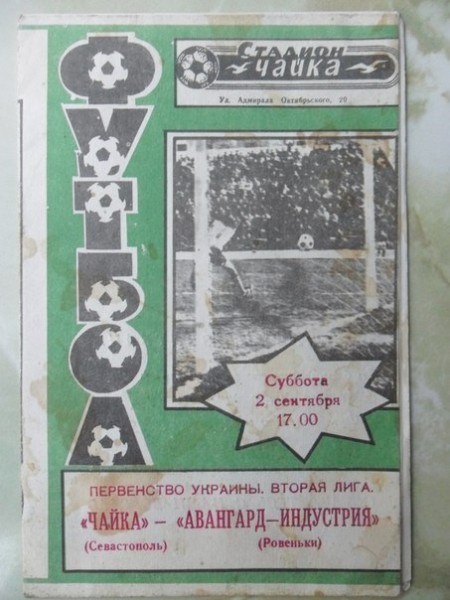 ФУТБОЛ
СТАДИОН
ЧАЙКА
Ул. Адмирала Октябрьского, 20
Суббота
2 сентября
17.00
ПЕРВЕНСТВО УКРАИНЫ. ВТОРАЯ ЛИГА.
«ЧАЙКА» – «АВАНГАРД–ИНДУСТРИЯ»
(Севастополь) (Ровеньки)